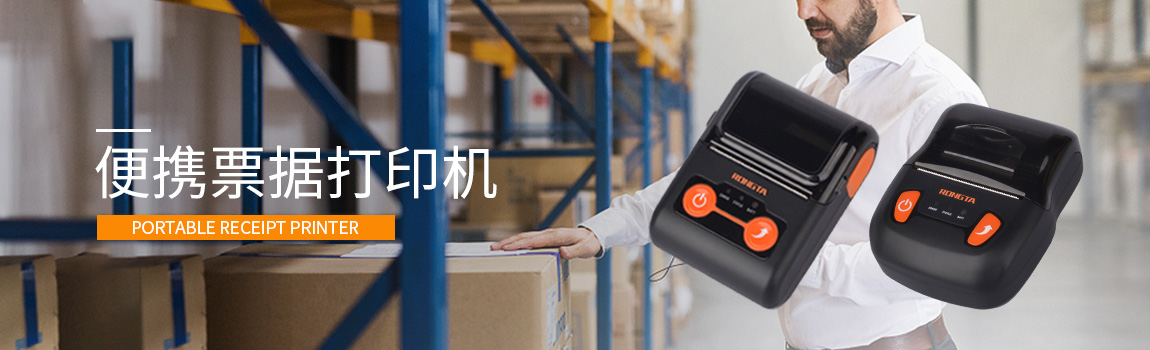 便携票据打印机
PORTABLE RECEIPT PRINTER
RONGTA
RONGTA